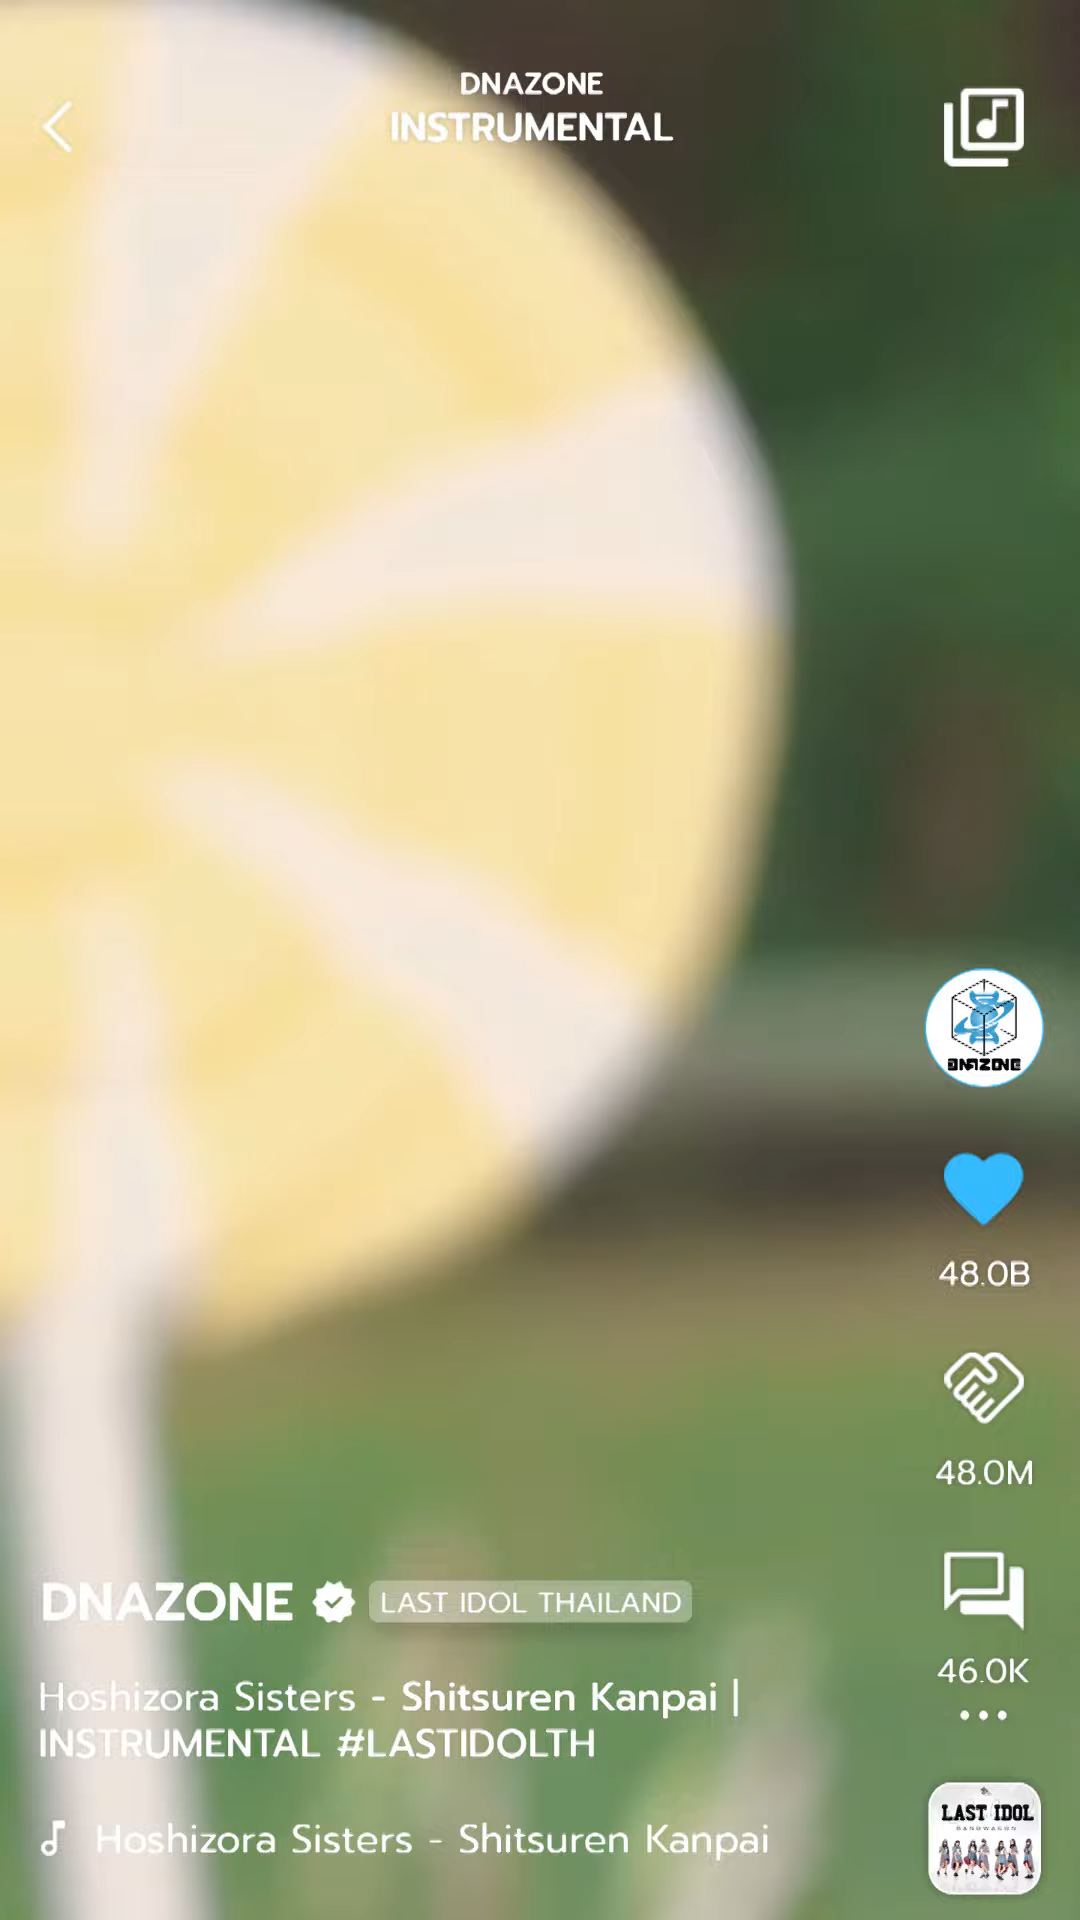 DNAZONE
INSTRUMENTAL
DNAZONE
48.0B
48.0M
46.0K
DNAZONE LAST IDOL THAILAND
Hoshizora Sisters - Shitsuren Kanpai |
INSTRUMENTAL #LASTIDOLTH
Hoshizora Sisters - Shitsuren Kanpai
LAST IDOL
BANDWAGON